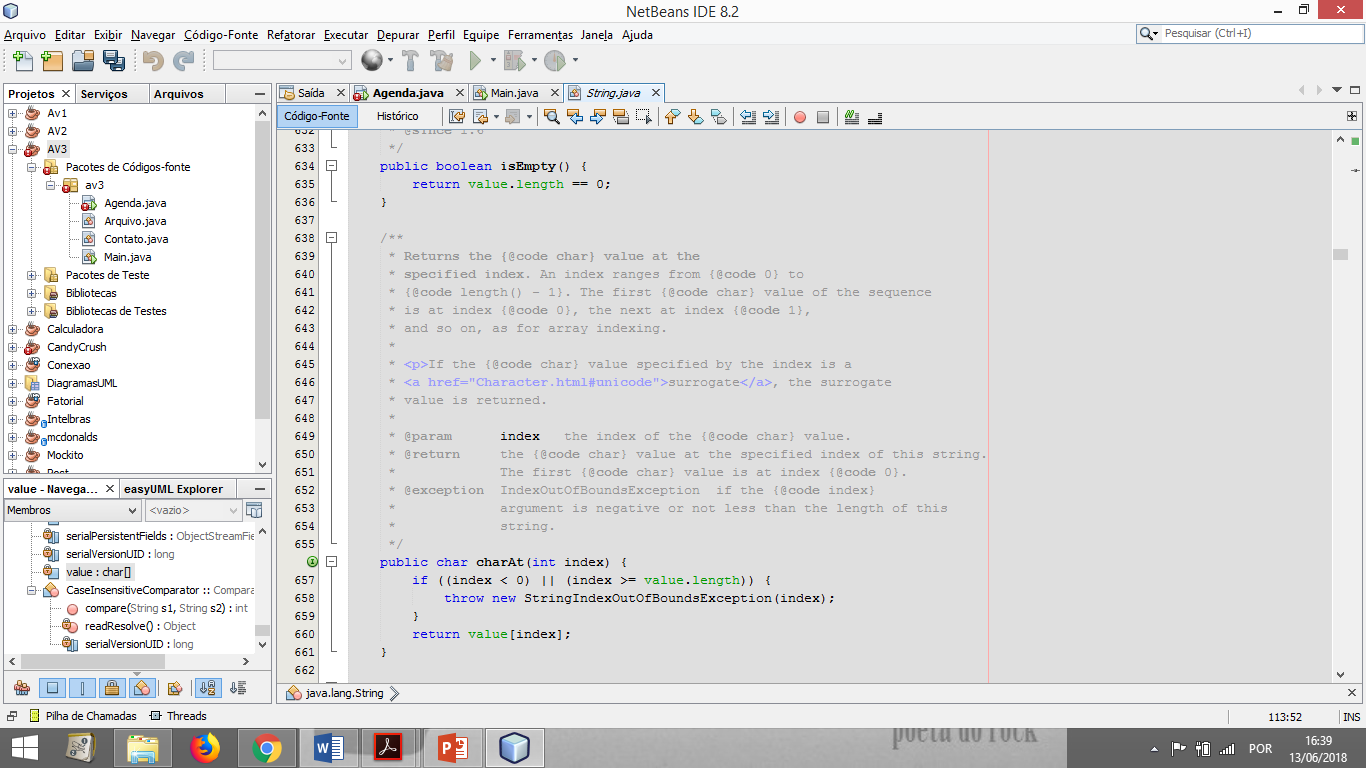 NetBeans IDE 8.2
Arquivo Editar Exibir Navegar Código-Fonte Refatorar Executar Depurar Perfil Equipe Ferramentas Janela Ajuda
Pesquisar (Ctrl+I)
Projetos Serviços Arquivos
Av1
AV2
AV3
Pacotes de Códigos-fonte
av3
Agenda.java
Arquivo.java
Contato.java
Main.java
Pacotes de Teste
Bibliotecas
Bibliotecas de Testes
Calculadora
CandyCrush
Conexao
DiagramasUML
Fatorial
Intelbras
mcdonalds
Mockito
value - Navega... easyUML Explorer
Membros <vazio>
serialPersistentFields : ObjectStreamFie
serialVersionUID : long
value : char[]
CaseInsensitiveComparator :: Compara
compare(String s1, String s2) : int
readResolve() : Object
serialVersionUID : long
Saída Agenda.java Main.java String.java
Código-Fonte Histórico
632 * @since 1.6
633 */
634 public boolean isEmpty() {
635 return value.length == 0;
636 }
637
638 /**
639 * Returns the {@code char} value at the
640 * specified index. An index ranges from {@code 0} to
641 * {@code length() - 1}. The first {@code char} value of the sequence
642 * is at index {@code 0}, the next at index {@code 1},
643 * and so on, as for array indexing.
644 *
645 * <p>If the {@code char} value specified by the index is a
646 * <a href="Character.html#unicode">surrogate</a>, the surrogate
647 * value is returned.
648 *
649 * @param index the index of the {@code char} value.
650 * @return the {@code char} value at the specified index of this string.
651 * The first {@code char} value is at index {@code 0}.
652 * @exception IndexOutOfBoundsException if the {@code index}
653 * argument is negative or not less than the length of this
654 * string.
655 */
public char charAt(int index) {
657 if ((index < 0) || (index >= value.length)) {
658 throw new StringIndexOutOfBoundsException(index);
659 }
660 return value[index];
661 }
662
java.lang.String
Pilha de Chamadas Threads
113:52 INS
poeta do rock
POR
16:39
13/06/2018